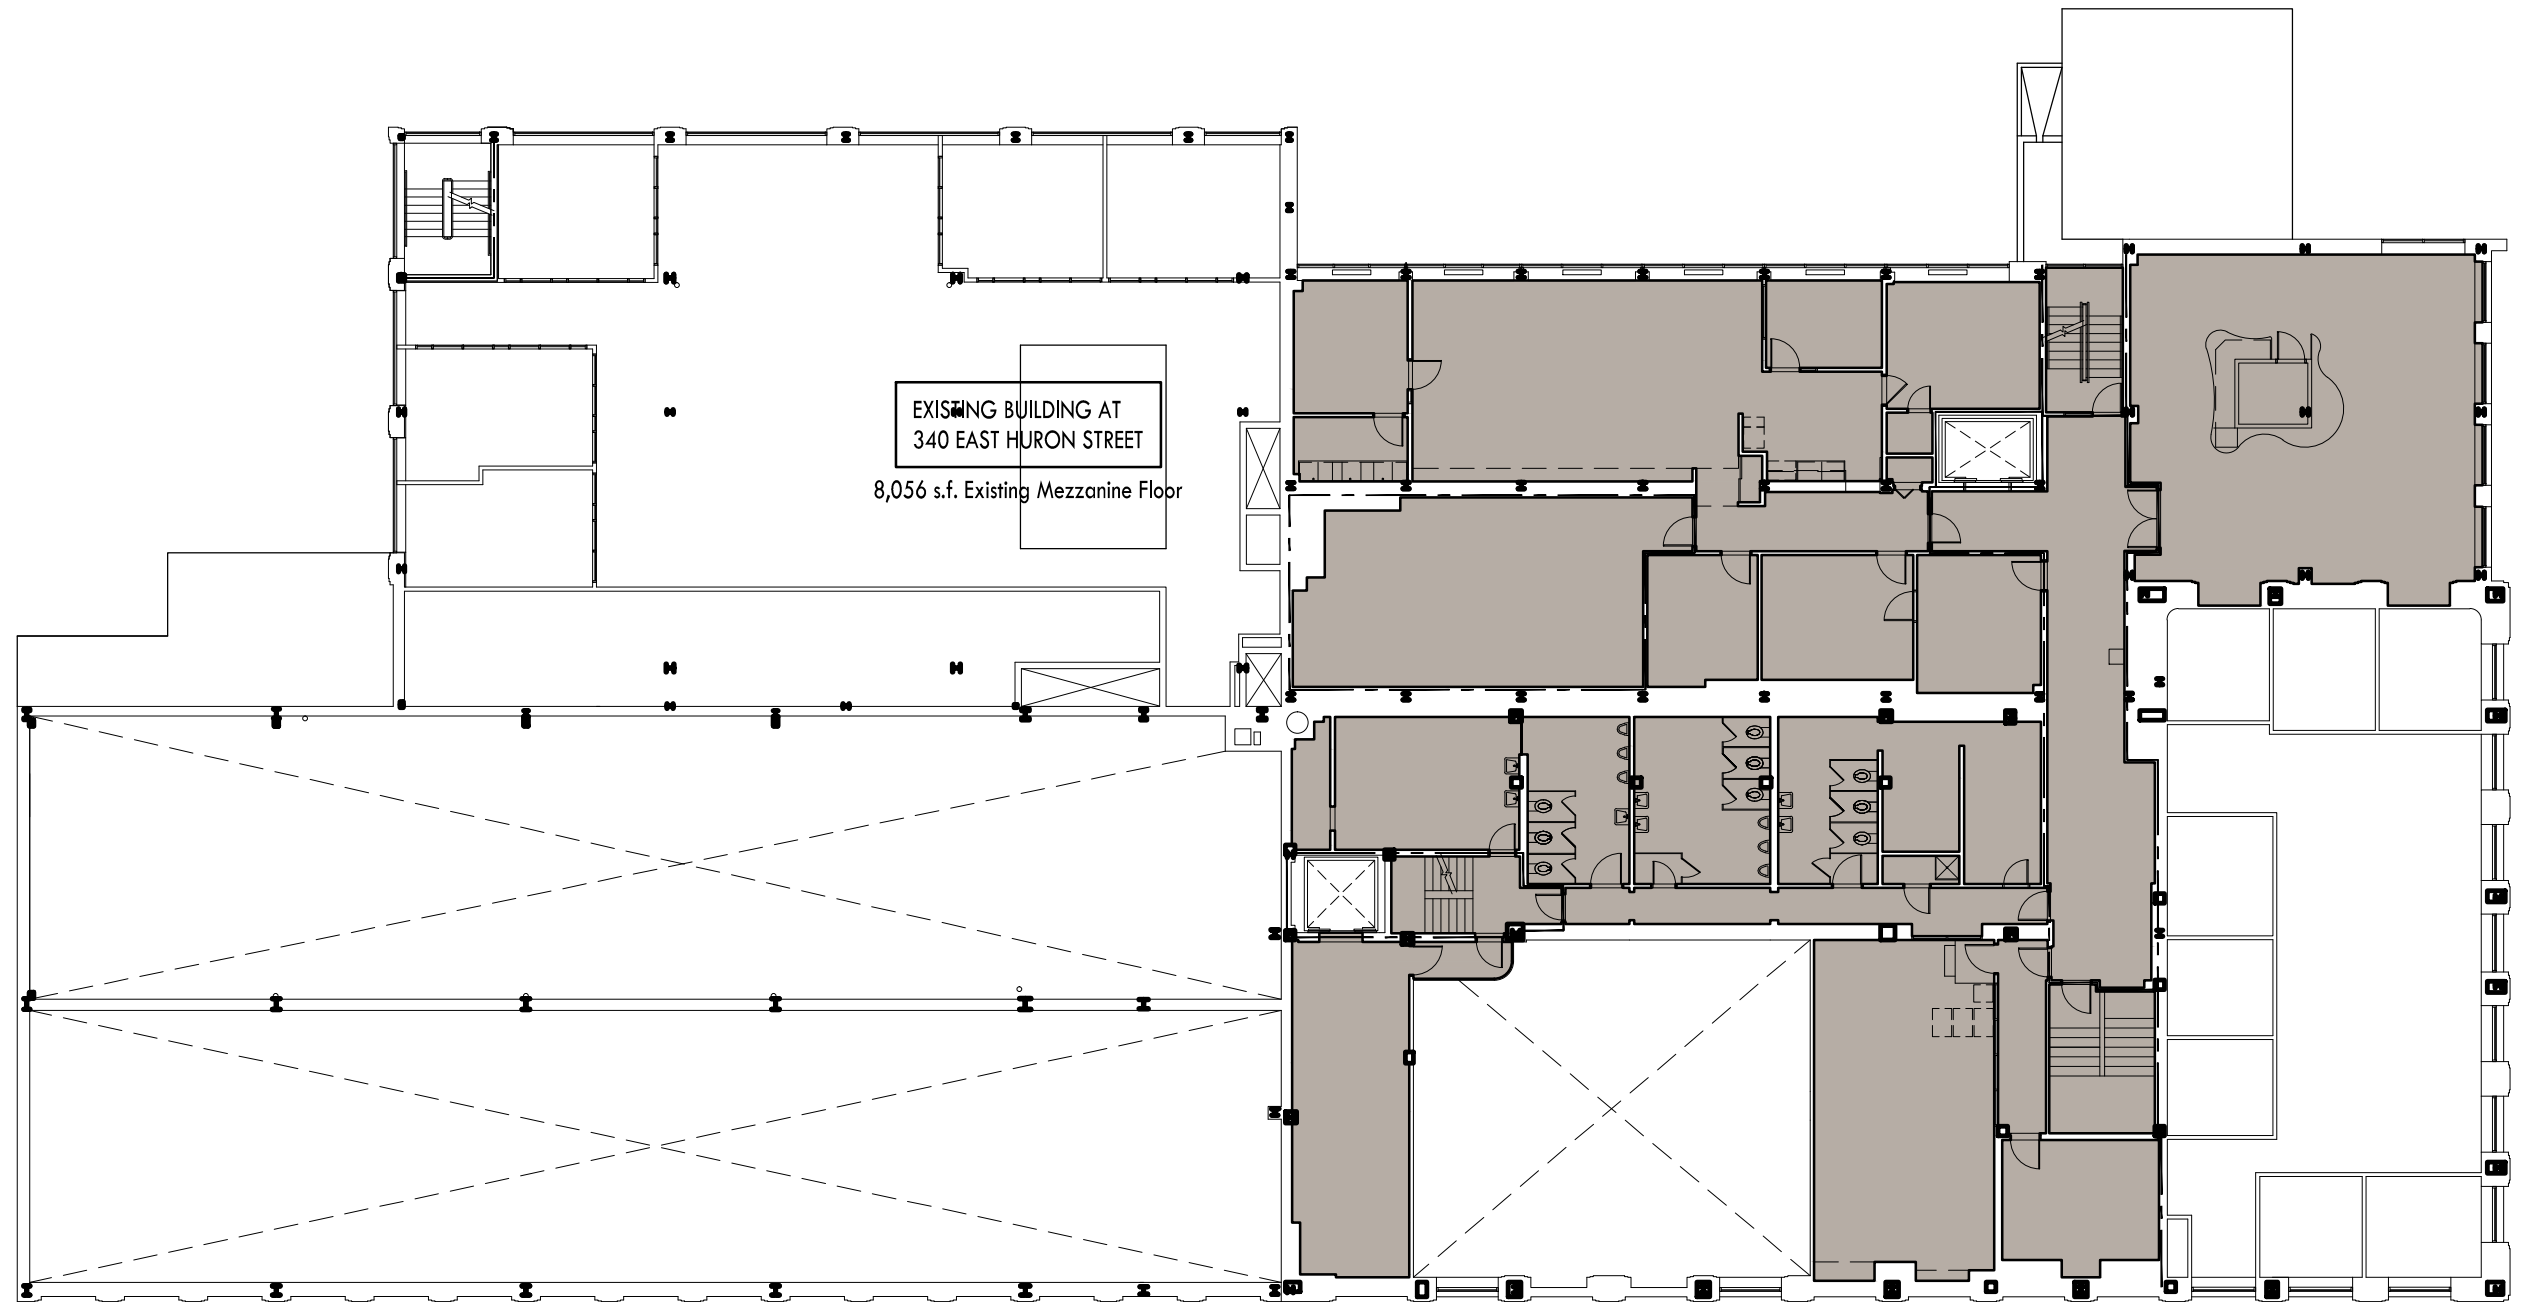 EXISTING BUILDING AT
340 EAST HURON STREET
8,056 s.f. Existing Mezzanine Floor